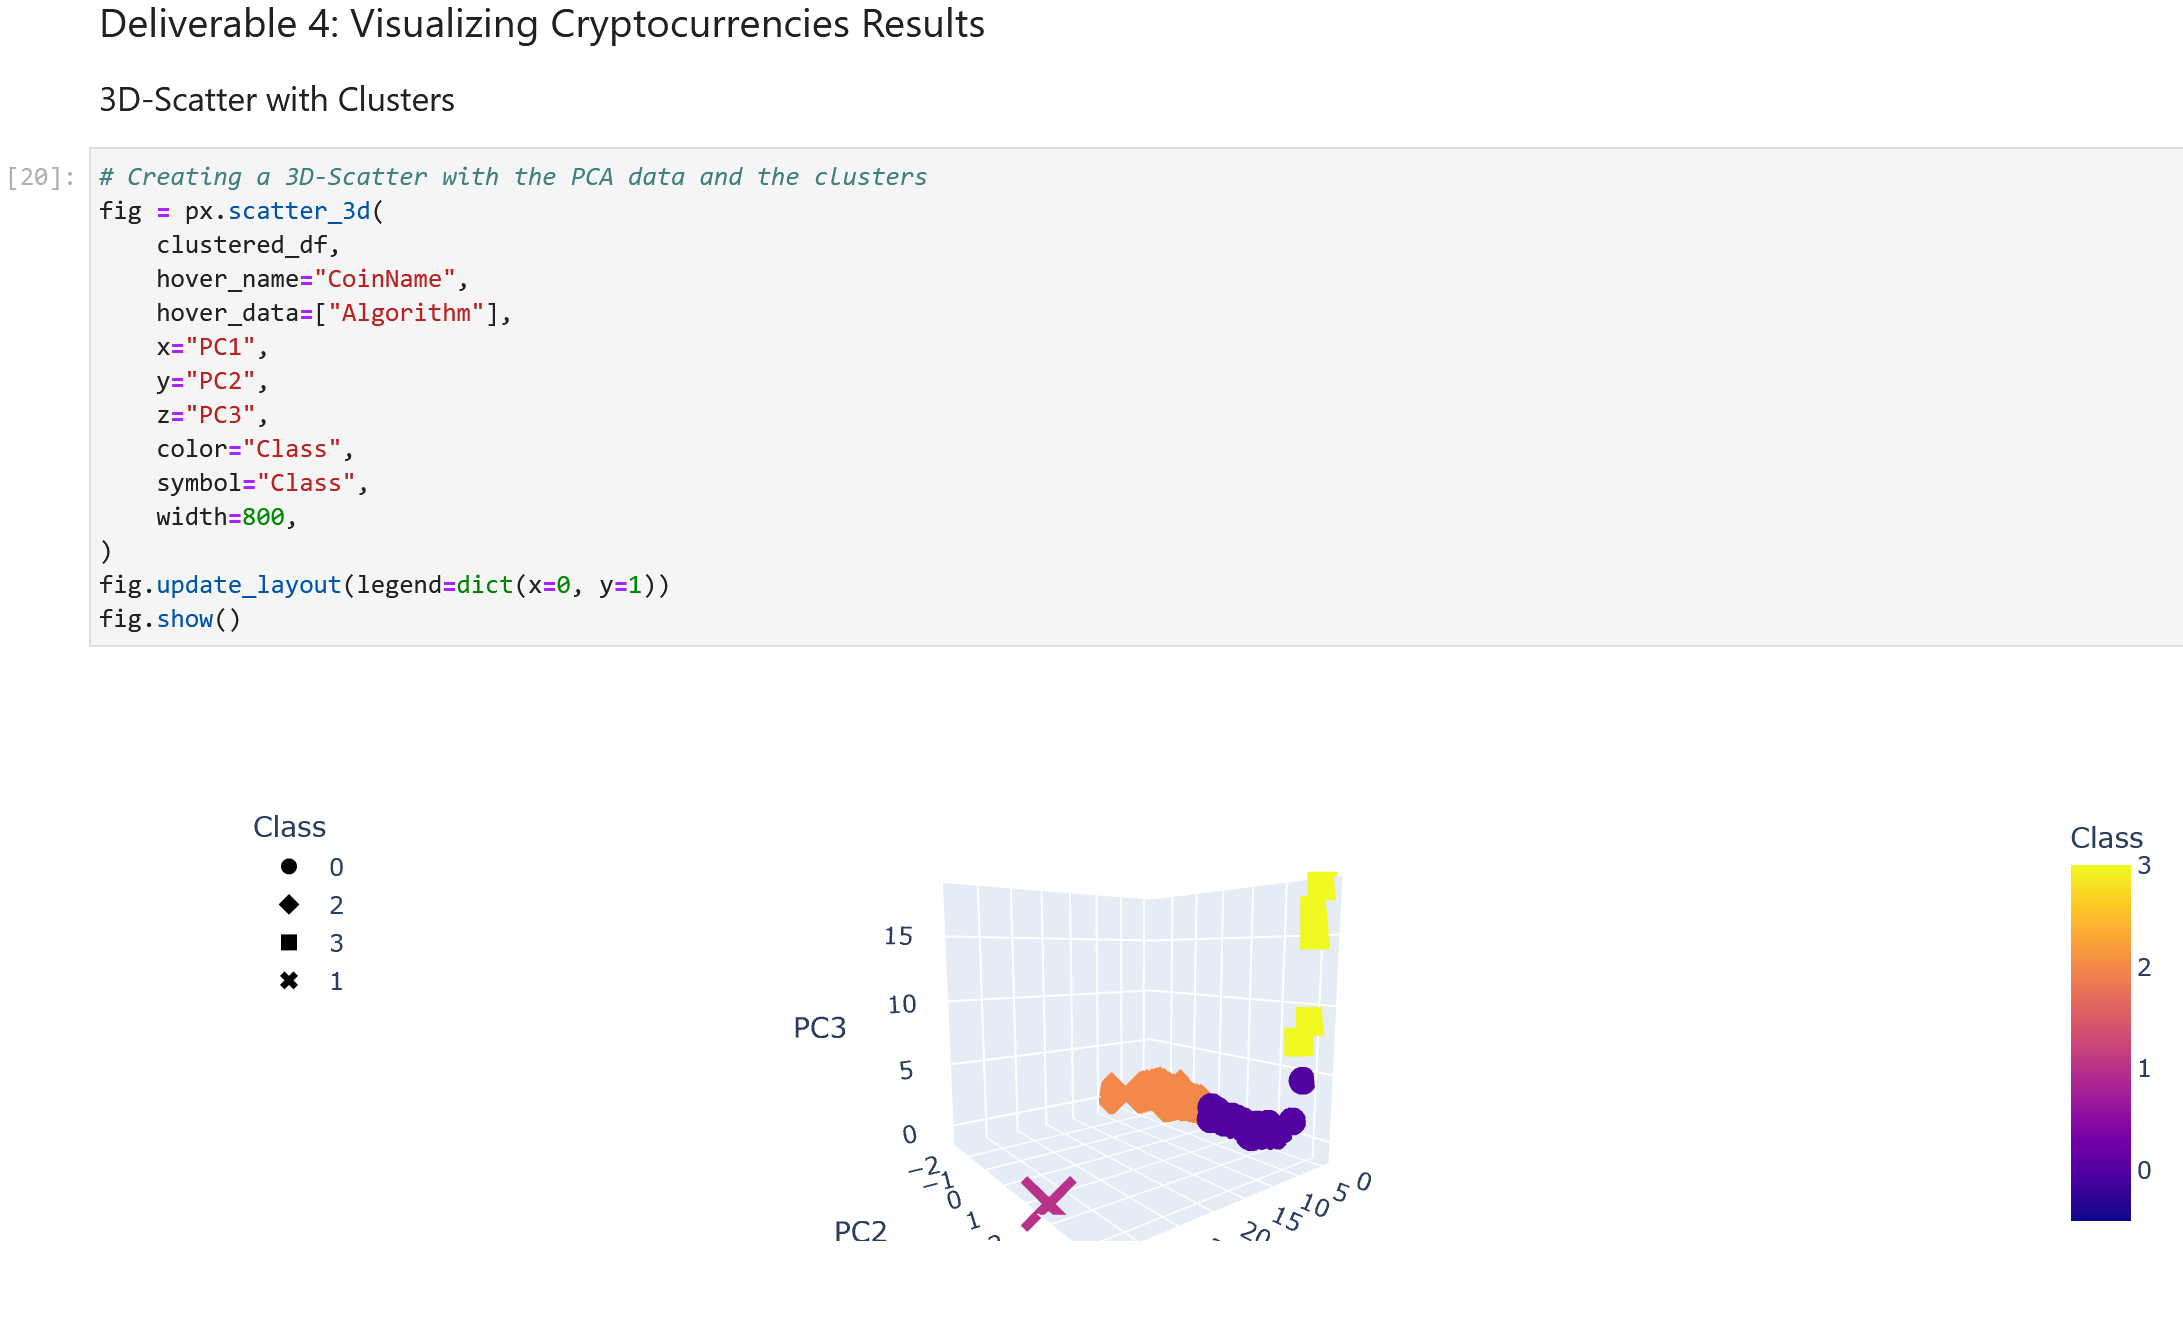 Deliverable 4: Visualizing Cryptocurrencies Results
3D-Scatter with Clusters
[20]:
# Creating a 3D-Scatter with the PCA data and the clusters
fig = px.scatter_3d(
    clustered_df,
    hover_name="CoinName",
    hover_data=["Algorithm"],
    x="PC1",
    y="PC2",
    z="PC3",
    color="Class",
    symbol="Class",
    width=800,
)
fig.update_layout(legend=dict(x=0, y=1))
fig.show()
Class
0
2
3
1
15
10
5
0
PC3
−2
−1
0
1
PC2
20
15
10
5
0
Class
3
2
1
0